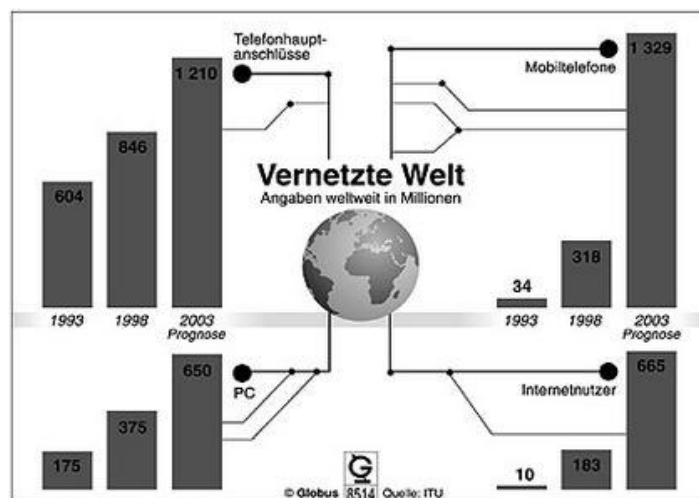 Telefonhaupt-
anschlüsse
1 210
846
604
1993
1998
2003
Prognose
Mobiltelefone
1 329
318
34
1993
1998
2003
Prognose
Vernetzte Welt
Angaben weltweit in Millionen
PC
650
375
175
Internetnutzer
665
183
10
© Globus 8514 Quelle: ITU